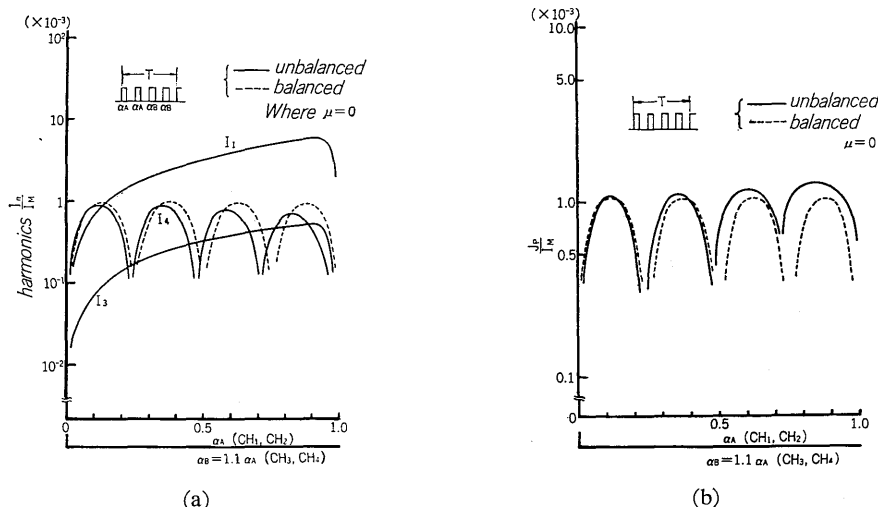 (×10⁻³)
10²
10
1
10⁻¹
10⁻²
0
harmonics Iₙ/I_M
T
αA αA αB αB
unbalanced
balanced
Where μ=0
I₁
I₄
I₃
0 0.5 1.0
αA (CH₁, CH₂)
αB=1.1 αA (CH₃, CH₄)
(a)
(×10⁻³)
10.0
5.0
1.0
0.5
0.1
0
T
unbalanced
balanced
μ=0
0 0.5 1.0
αA (CH₁, CH₂)
αB=1.1 αA (CH₃, CH₄)
(b)